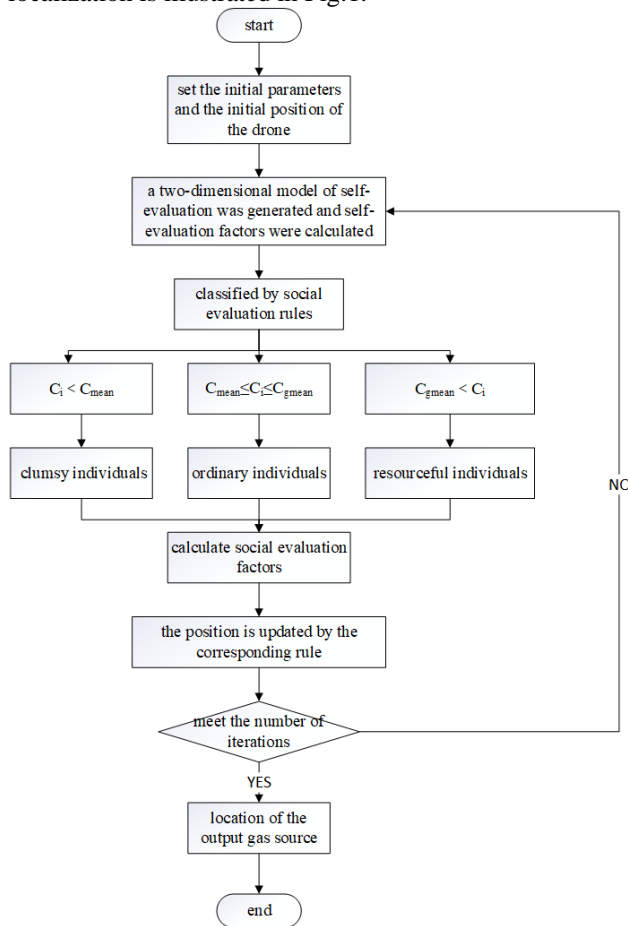 localization is illustrated in Fig.1.
start
set the initial parameters
and the initial position of
the drone
a two-dimensional model of self-
evaluation was generated and self-
evaluation factors were calculated
classified by social
evaluation rules
Ci < Cmean
Cmean≤Ci≤Cgmean
Cgmean < Ci
clumsy individuals
ordinary individuals
resourceful individuals
NO
calculate social evaluation
factors
the position is updated by the
corresponding rule
meet the number of
iterations
YES
location of the
output gas source
end